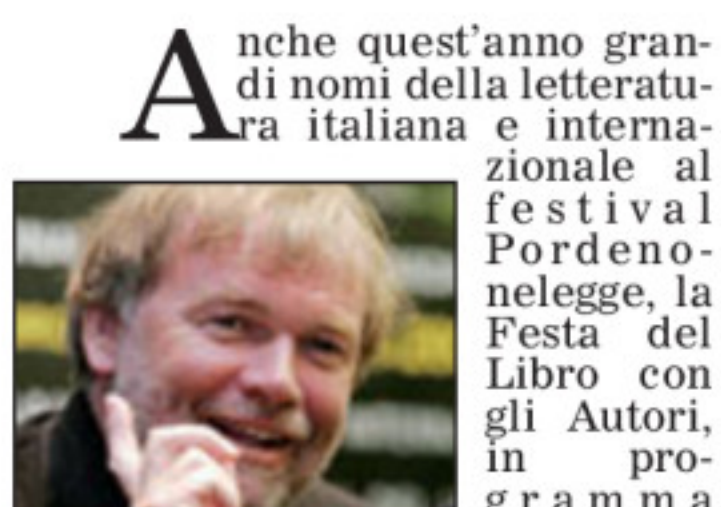 Anche quest'anno gran-
di nomi della letteratu-
ra italiana e interna-
zionale al
festival
Pordeno-
nelegge, la
Festa del
Libro con
gli Autori,
in pro-
gramma